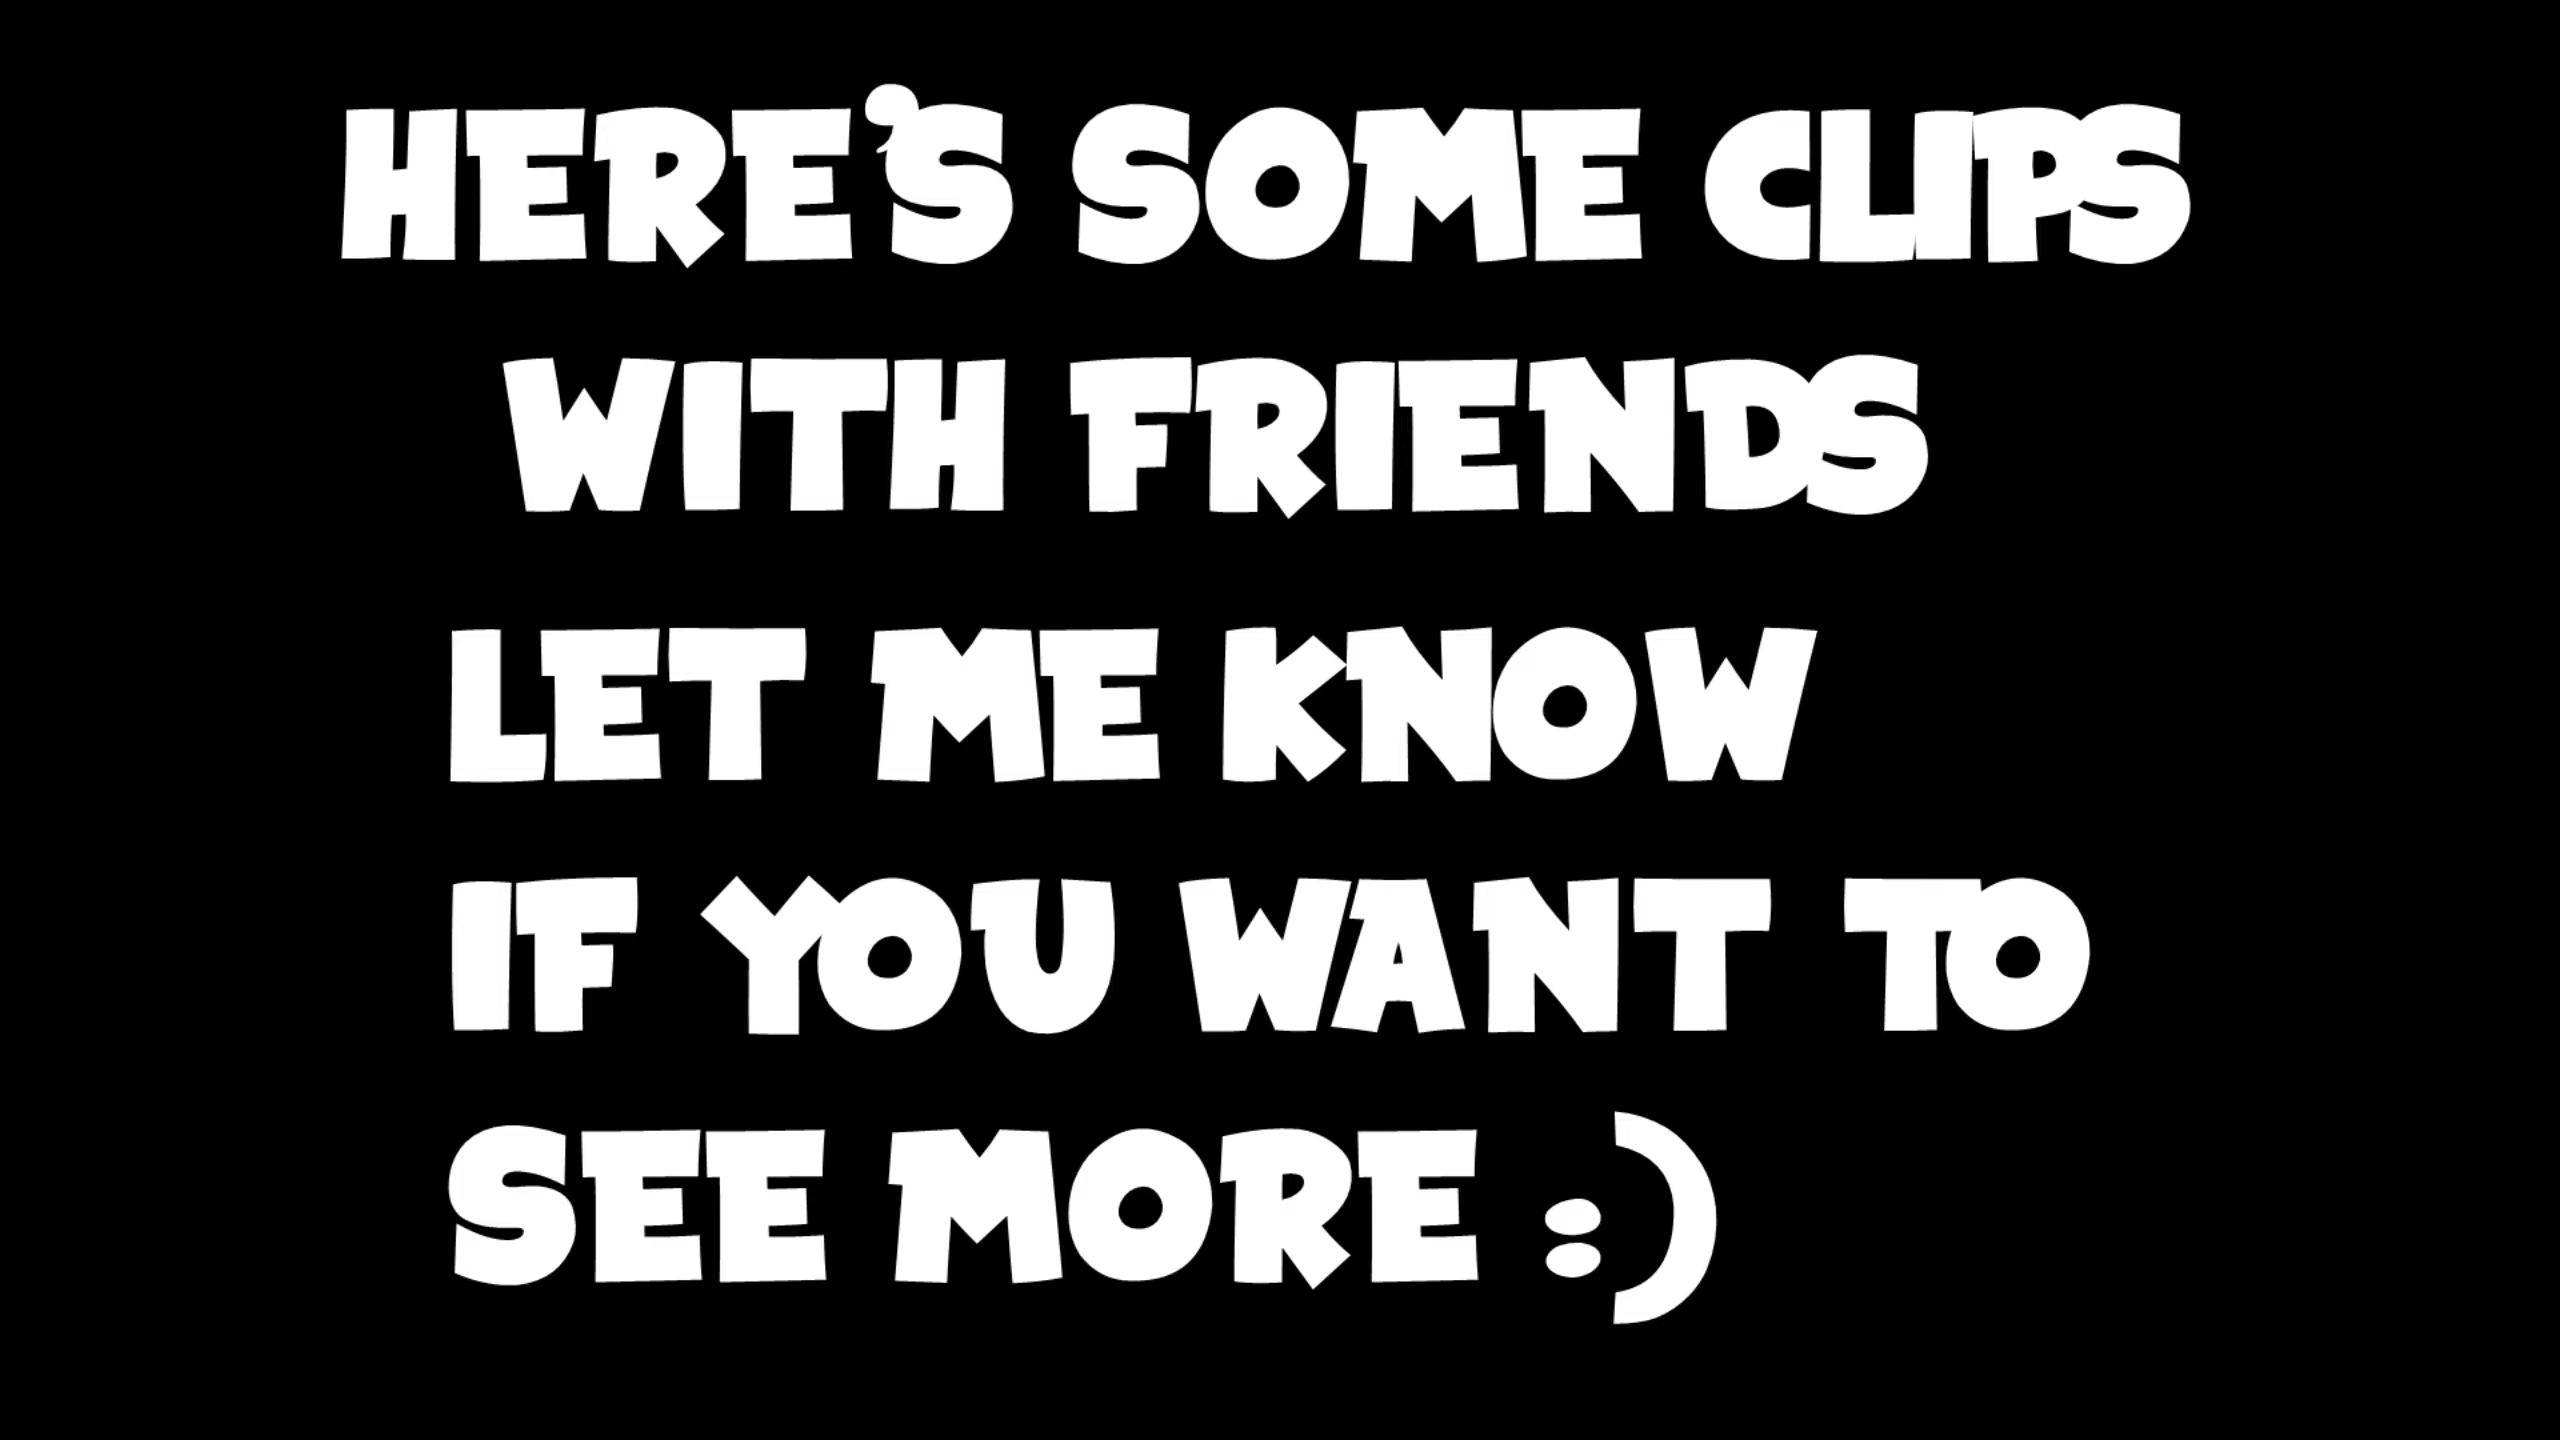 HERE'S SOME CLIPS
WITH FRIENDS
LET ME KNOW
IF YOU WANT TO
SEE MORE :)